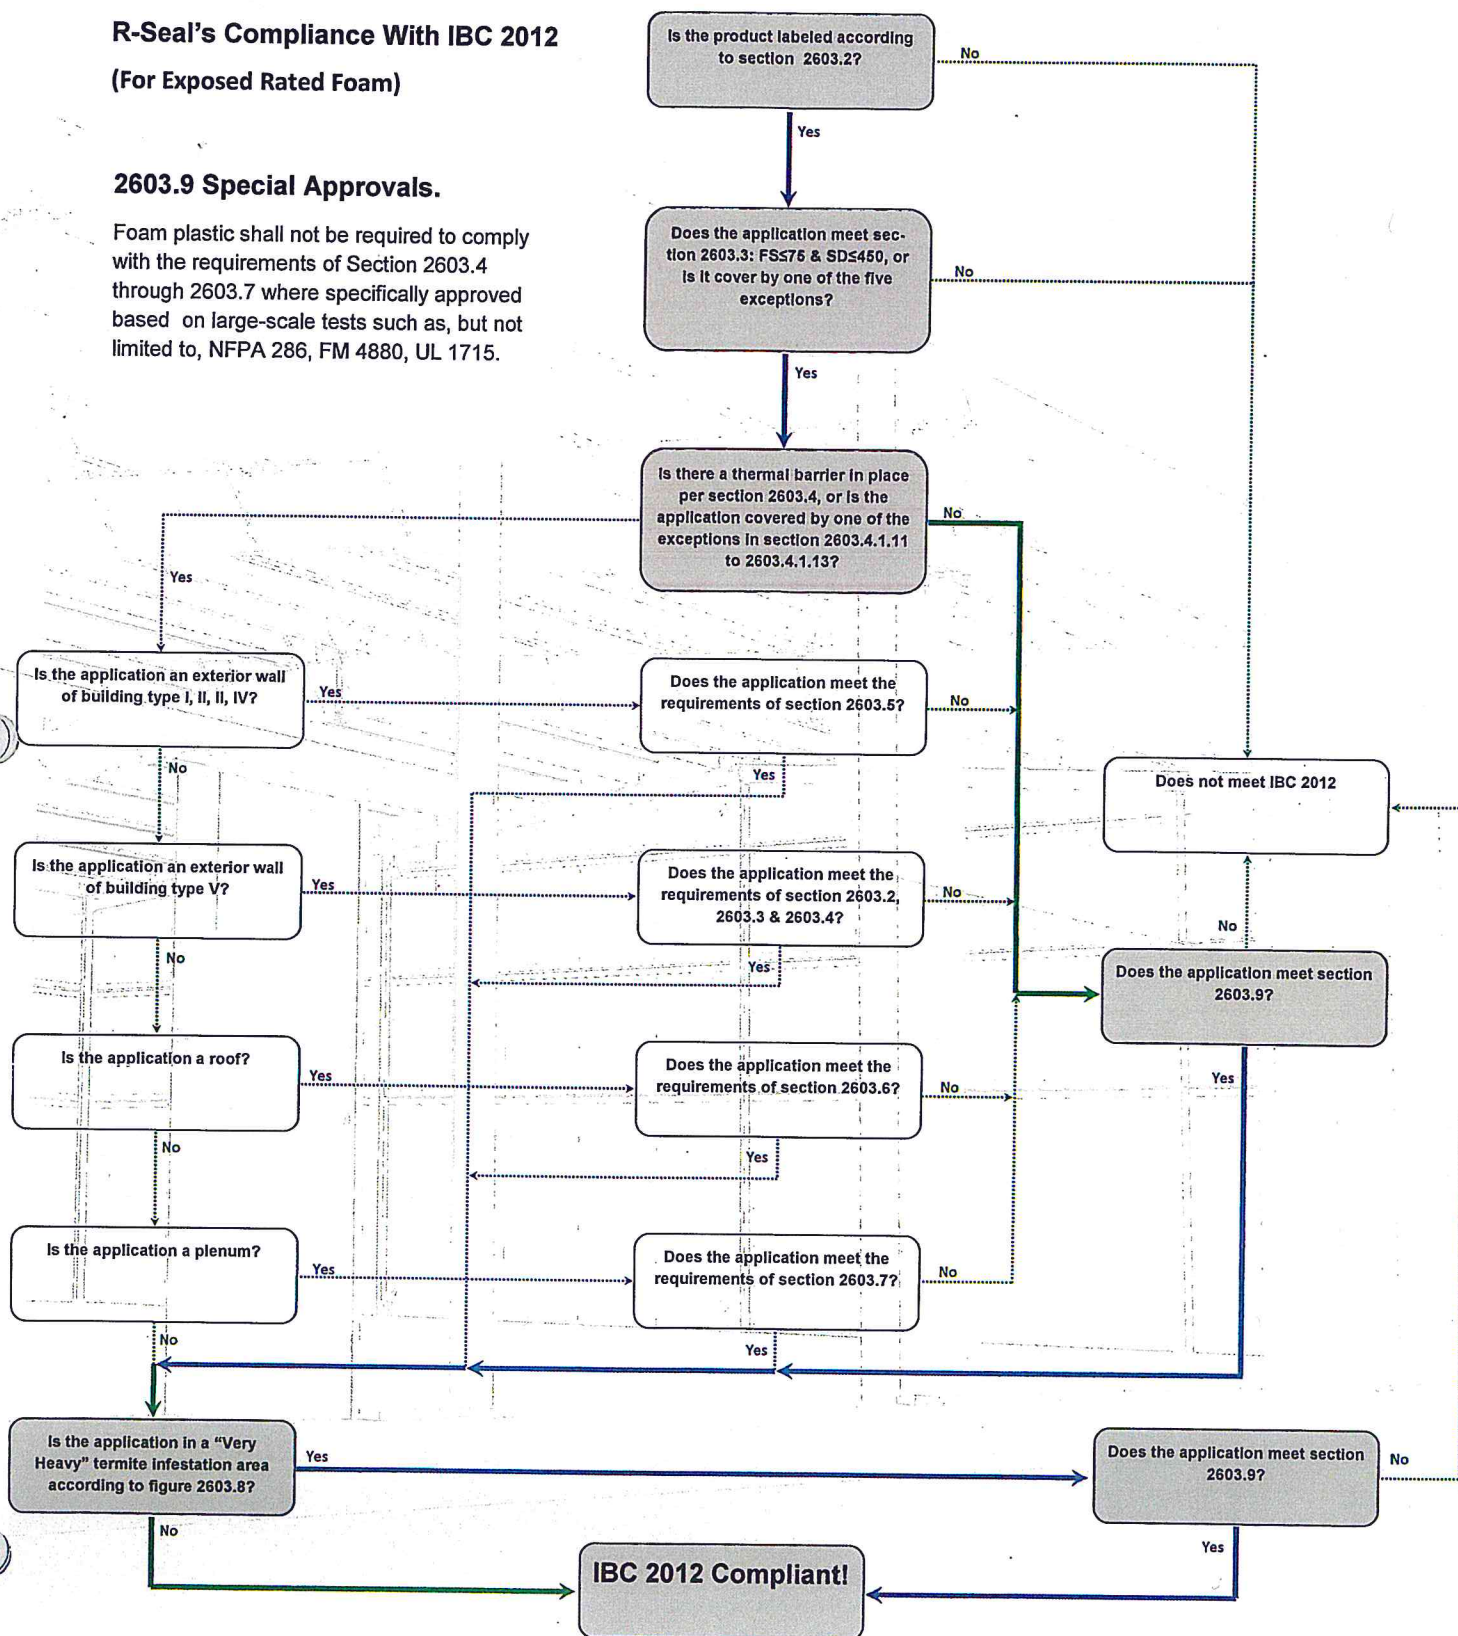 R-Seal's Compliance With IBC 2012
(For Exposed Rated Foam)
2603.9 Special Approvals.
Foam plastic shall not be required to comply
with the requirements of Section 2603.4
through 2603.7 where specifically approved
based on large-scale tests such as, but not
limited to, NFPA 286, FM 4880, UL 1715.
Is the product labeled according
to section 2603.2?
No
Yes
Does the application meet sec-
tion 2603.3: FS≤75 & SD≤450, or
is it cover by one of the five
exceptions?
No
Yes
Is there a thermal barrier in place
per section 2603.4, or is the
application covered by one of the
exceptions in section 2603.4.1.11
to 2603.4.1.13?
No
Yes
Is the application an exterior wall
of building type I, II, II, IV?
Yes
Does the application meet the
requirements of section 2603.5?
No
Yes
No
Does not meet IBC 2012
Is the application an exterior wall
of building type V?
Yes
Does the application meet the
requirements of section 2603.2,
2603.3 & 2603.4?
No
Yes
No
No
Does the application meet section
2603.9?
Yes
Is the application a roof?
Yes
Does the application meet the
requirements of section 2603.6?
No
Yes
No
Is the application a plenum?
Yes
Does the application meet the
requirements of section 2603.7?
No
Yes
No
Is the application in a “Very
Heavy” termite infestation area
according to figure 2603.8?
Yes
Does the application meet section
2603.9?
No
No
Yes
IBC 2012 Compliant!